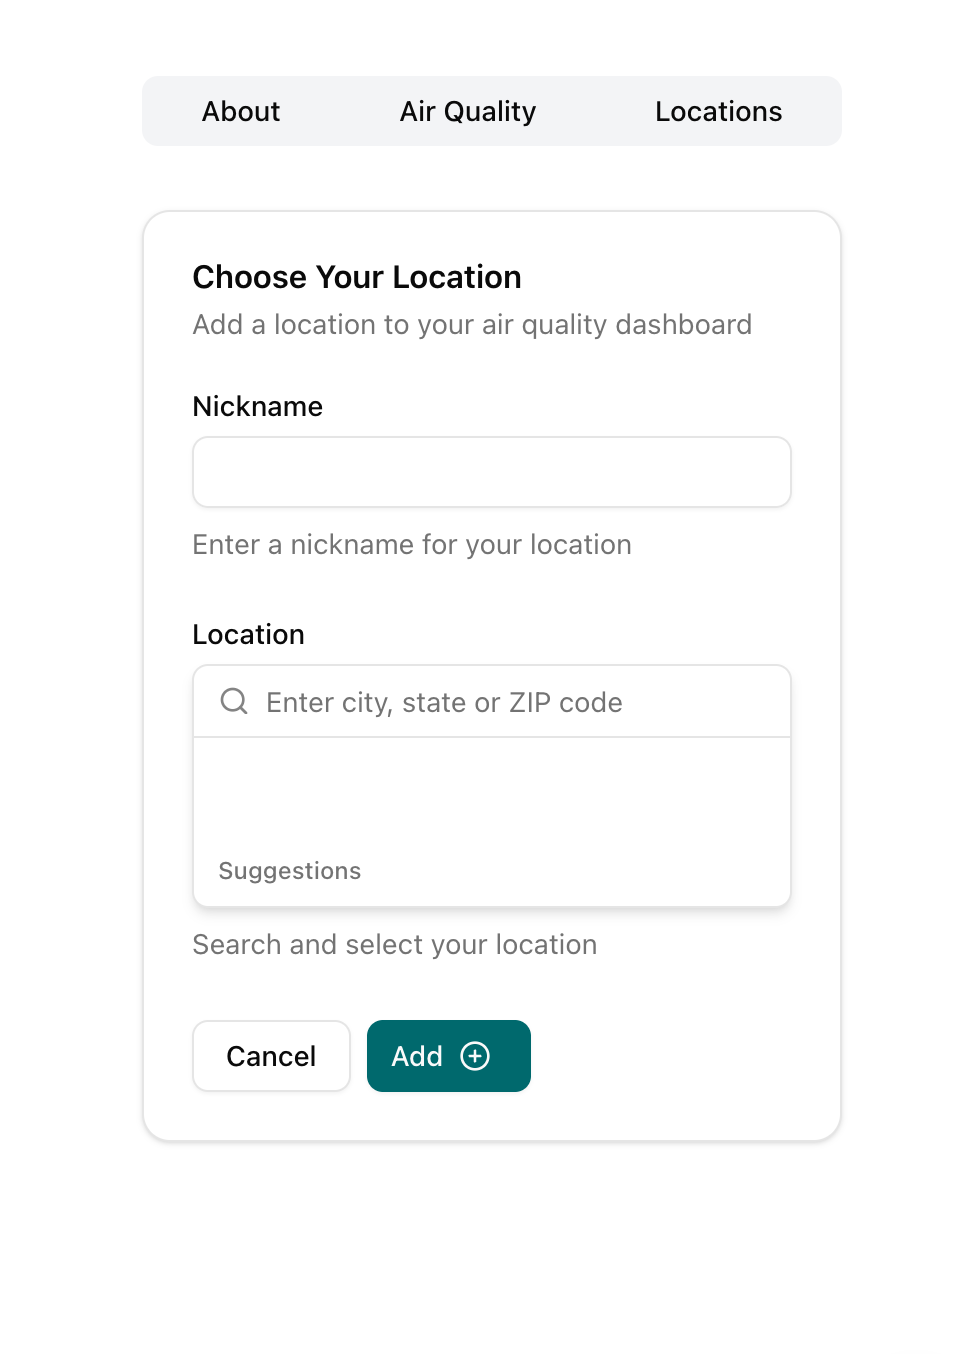 About Air Quality Locations
Choose Your Location
Add a location to your air quality dashboard
Nickname
Enter a nickname for your location
Location
Enter city, state or ZIP code
Suggestions
Search and select your location
Cancel Add